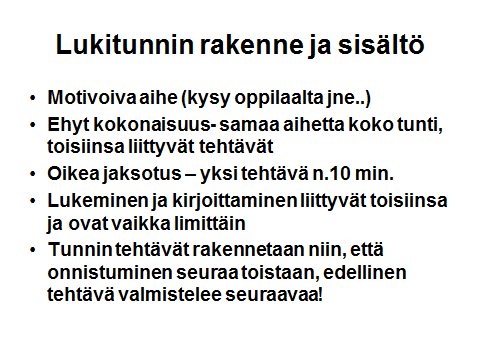 Lukitunnin rakenne ja sisältö
• Motivoiva aihe (kysy oppilaalta jne..)
• Ehyt kokonaisuus- samaa aihetta koko tunti,
toisiinsa liittyvät tehtävät
• Oikea jaksotus – yksi tehtävä n.10 min.
• Lukeminen ja kirjoittaminen liittyvät toisiinsa
ja ovat vaikka limittäin
• Tunnin tehtävät rakennetaan niin, että
onnistuminen seuraa toistaan, edellinen
tehtävä valmistelee seuraavaa!